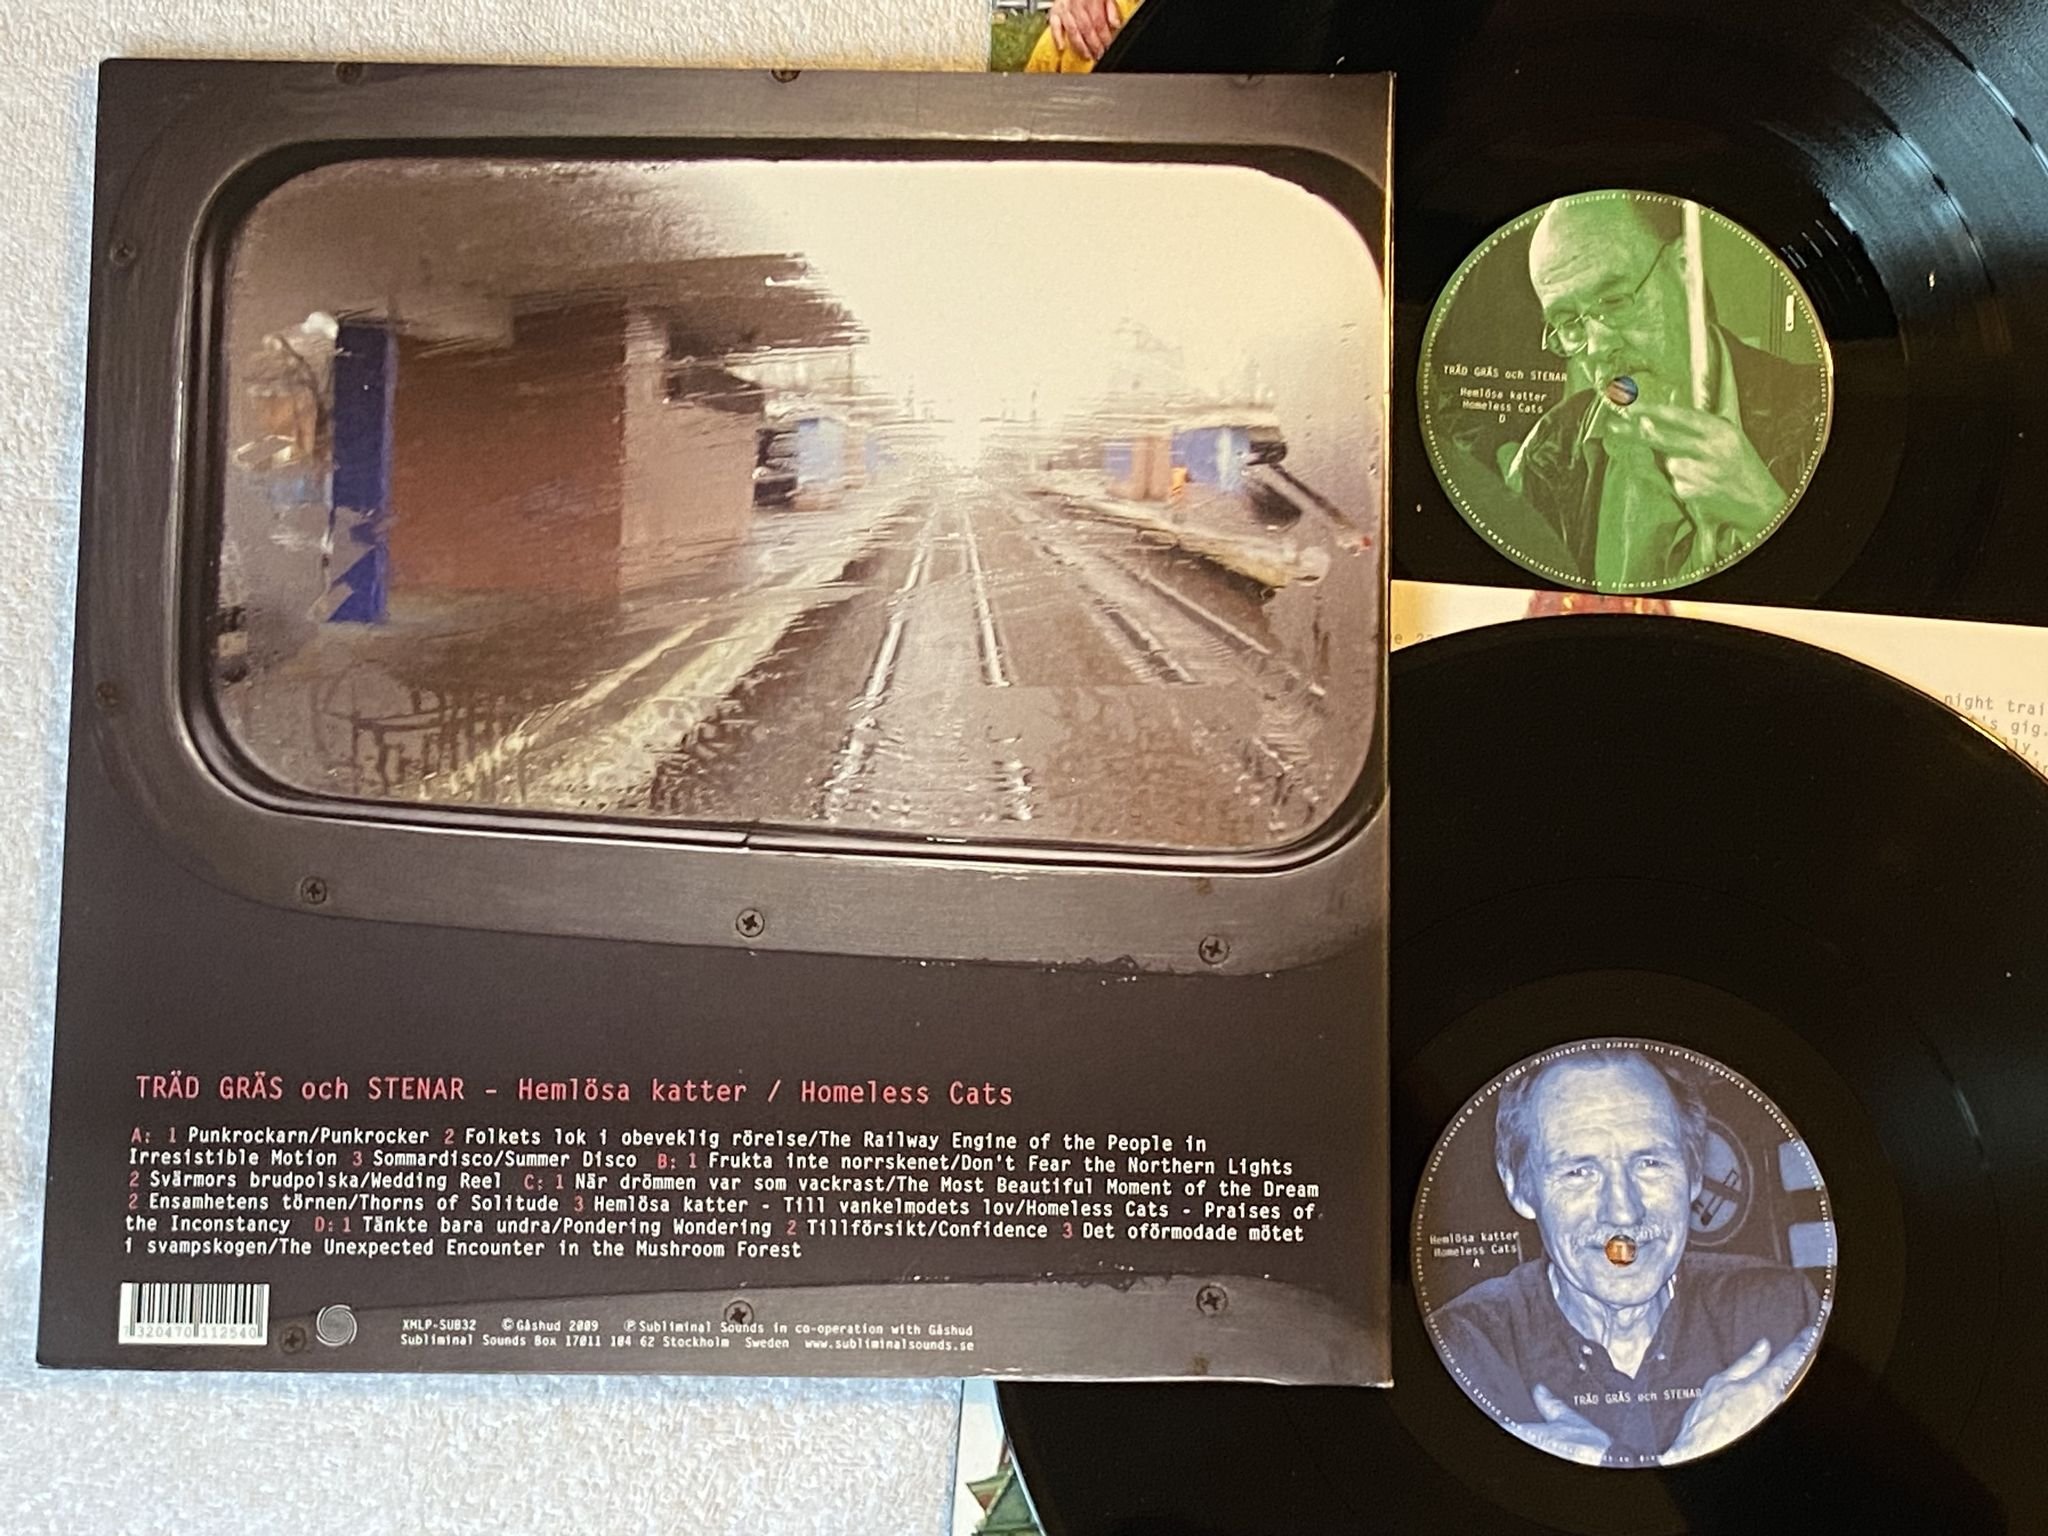 TRÄD GRÄS och STENAR - Hemlösa katter / Homeless Cats
A: 1 Punkrockarn/Punkrocker 2 Folkets lok i obeveklig rörelse/The Railway Engine of the People in
Irresistible Motion 3 Sommardisco/Summer Disco B: 1 Frukta inte norrskenet/Don't Fear the Northern Lights
2 Svärmors brudpolska/Wedding Reel C: 1 När drömmen var som vackrast/The Most Beautiful Moment of the Dream
2 Ensamhetens törnen/Thorns of Solitude 3 Hemlösa katter - Till vankelmodets lov/Homeless Cats - Praises of
the Inconstancy D: 1 Tänkte bara undra/Pondering Wondering 2 Tillförsikt/Confidence 3 Det oförmodade mötet
i svampskogen/The Unexpected Encounter in the Mushroom Forest
7 320470 112540
XMLP-SUB32 ©Gåshud 2009 ℗Subliminal Sounds in co-operation with Gåshud
Subliminal Sounds Box 17011 104 62 Stockholm Sweden www.subliminalsounds.se
TRÄD GRÄS och STENAR
Hemlösa katter
Homeless Cats
D
night trai
's gig.
Hemlösa katter
Homeless Cats
A
TRÄD GRÄS och STENAR